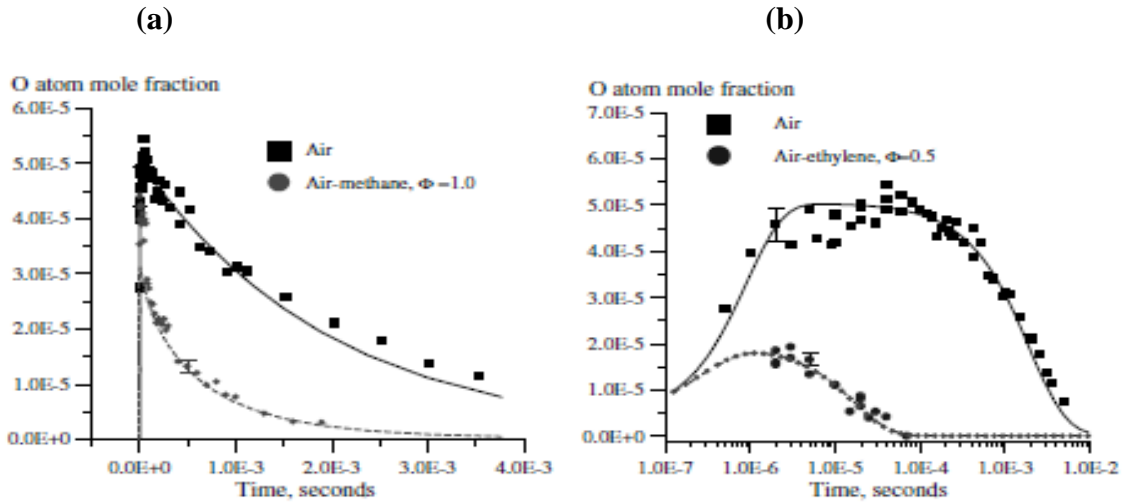 (a)
(b)
O atom mole fraction
6.0E-5
5.0E-5
4.0E-5
3.0E-5
2.0E-5
1.0E-5
0.0E+0
Air
Air-methane, Φ=1.0
0.0E+0 1.0E-3 2.0E-3 3.0E-3 4.0E-3
Time, seconds
O atom mole fraction
7.0E-5
6.0E-5
5.0E-5
4.0E-5
3.0E-5
2.0E-5
1.0E-5
0.0E+0
Air
Air-ethylene, Φ=0.5
1.0E-7 1.0E-6 1.0E-5 1.0E-4 1.0E-3 1.0E-2
Time, seconds